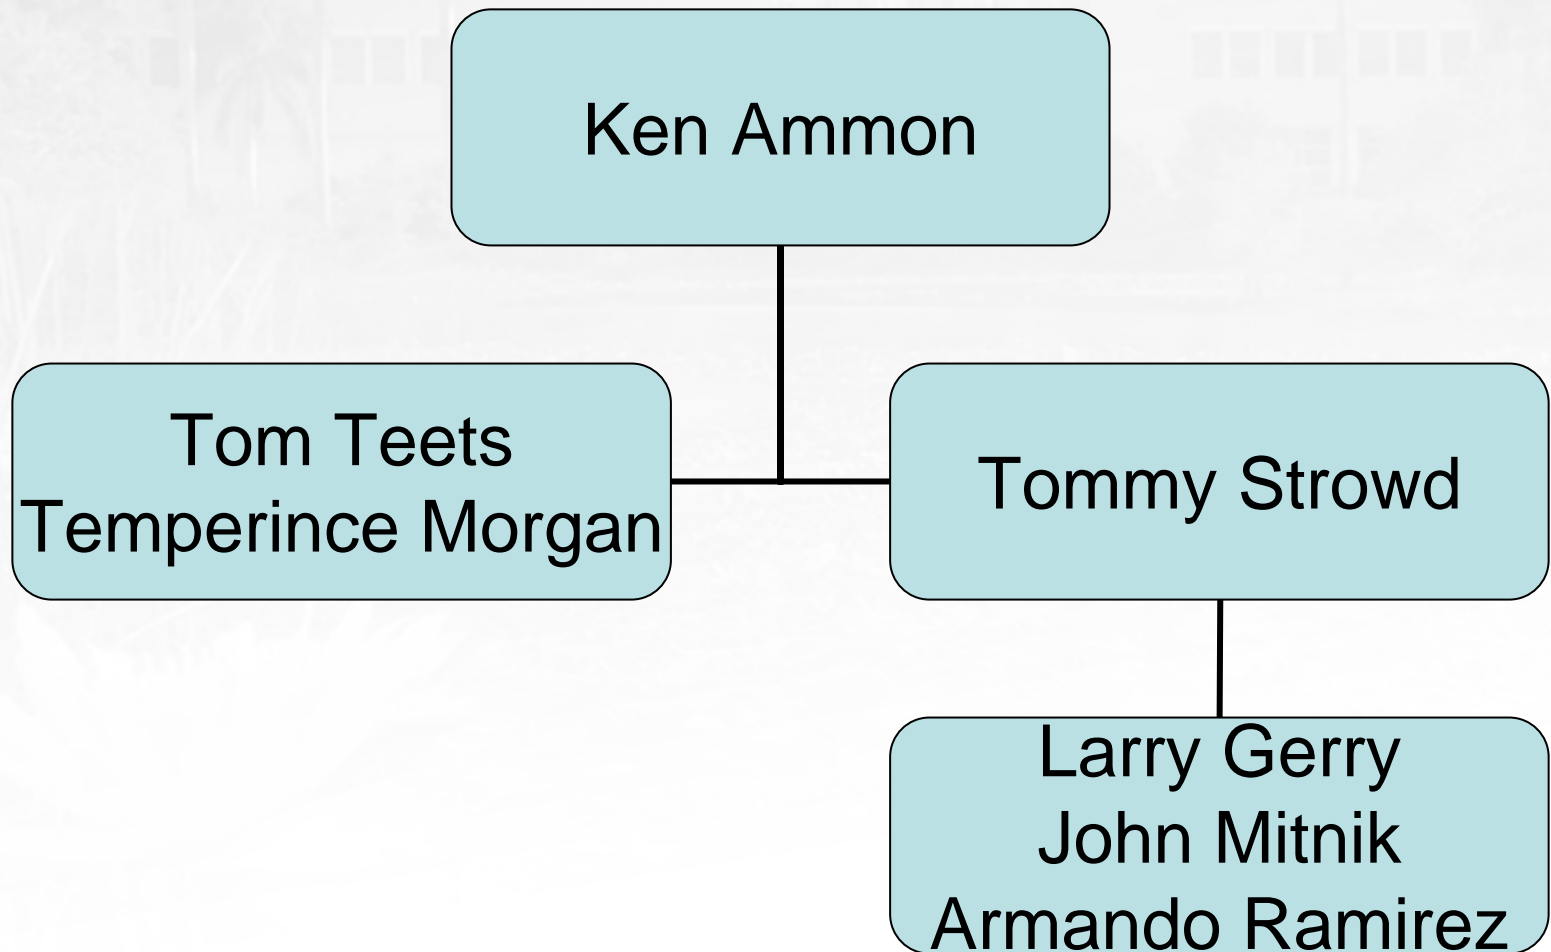 Ken Ammon
Tom Teets
Temperince Morgan
Tommy Strowd
Larry Gerry
John Mitnik
Armando Ramirez